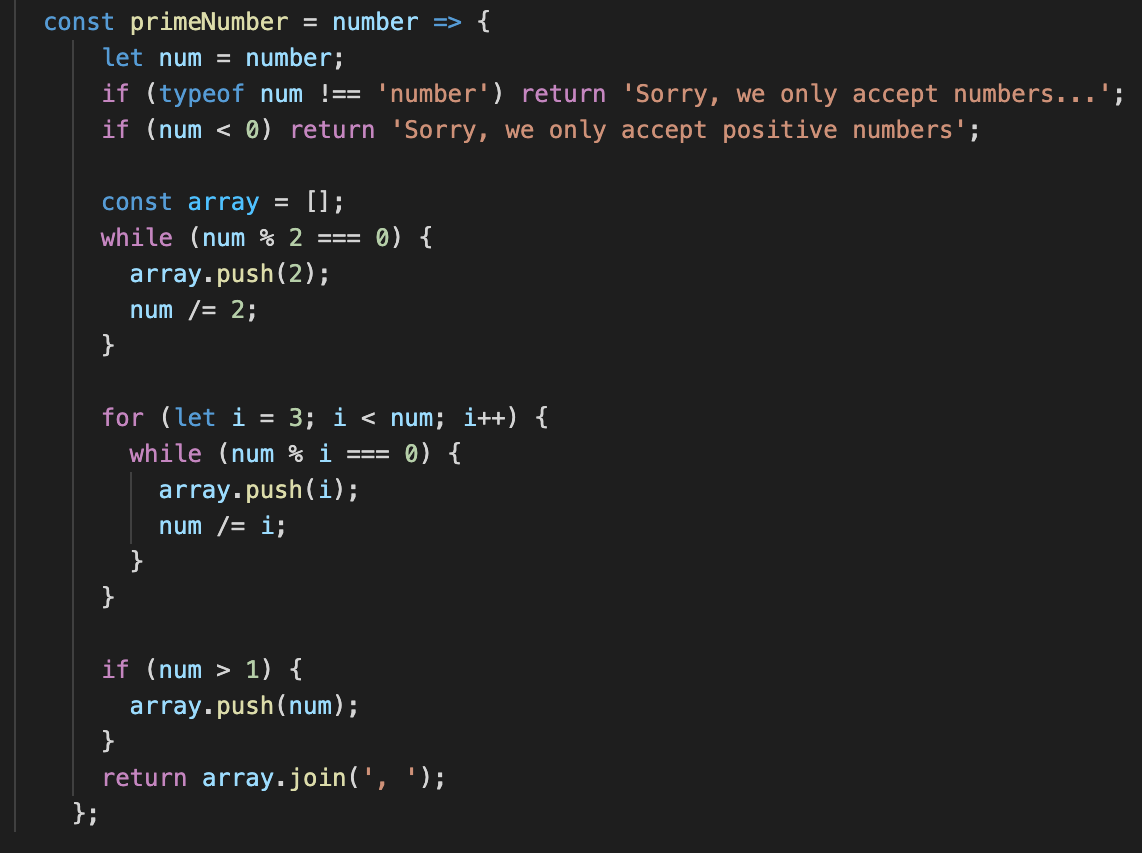 const primeNumber = number => {
let num = number;
if (typeof num !== 'number') return 'Sorry, we only accept numbers...';
if (num < 0) return 'Sorry, we only accept positive numbers';
const array = [];
while (num % 2 === 0) {
array.push(2);
num /= 2;
}
for (let i = 3; i < num; i++) {
while (num % i === 0) {
array.push(i);
num /= i;
}
}
if (num > 1) {
array.push(num);
}
return array.join(', ');
};